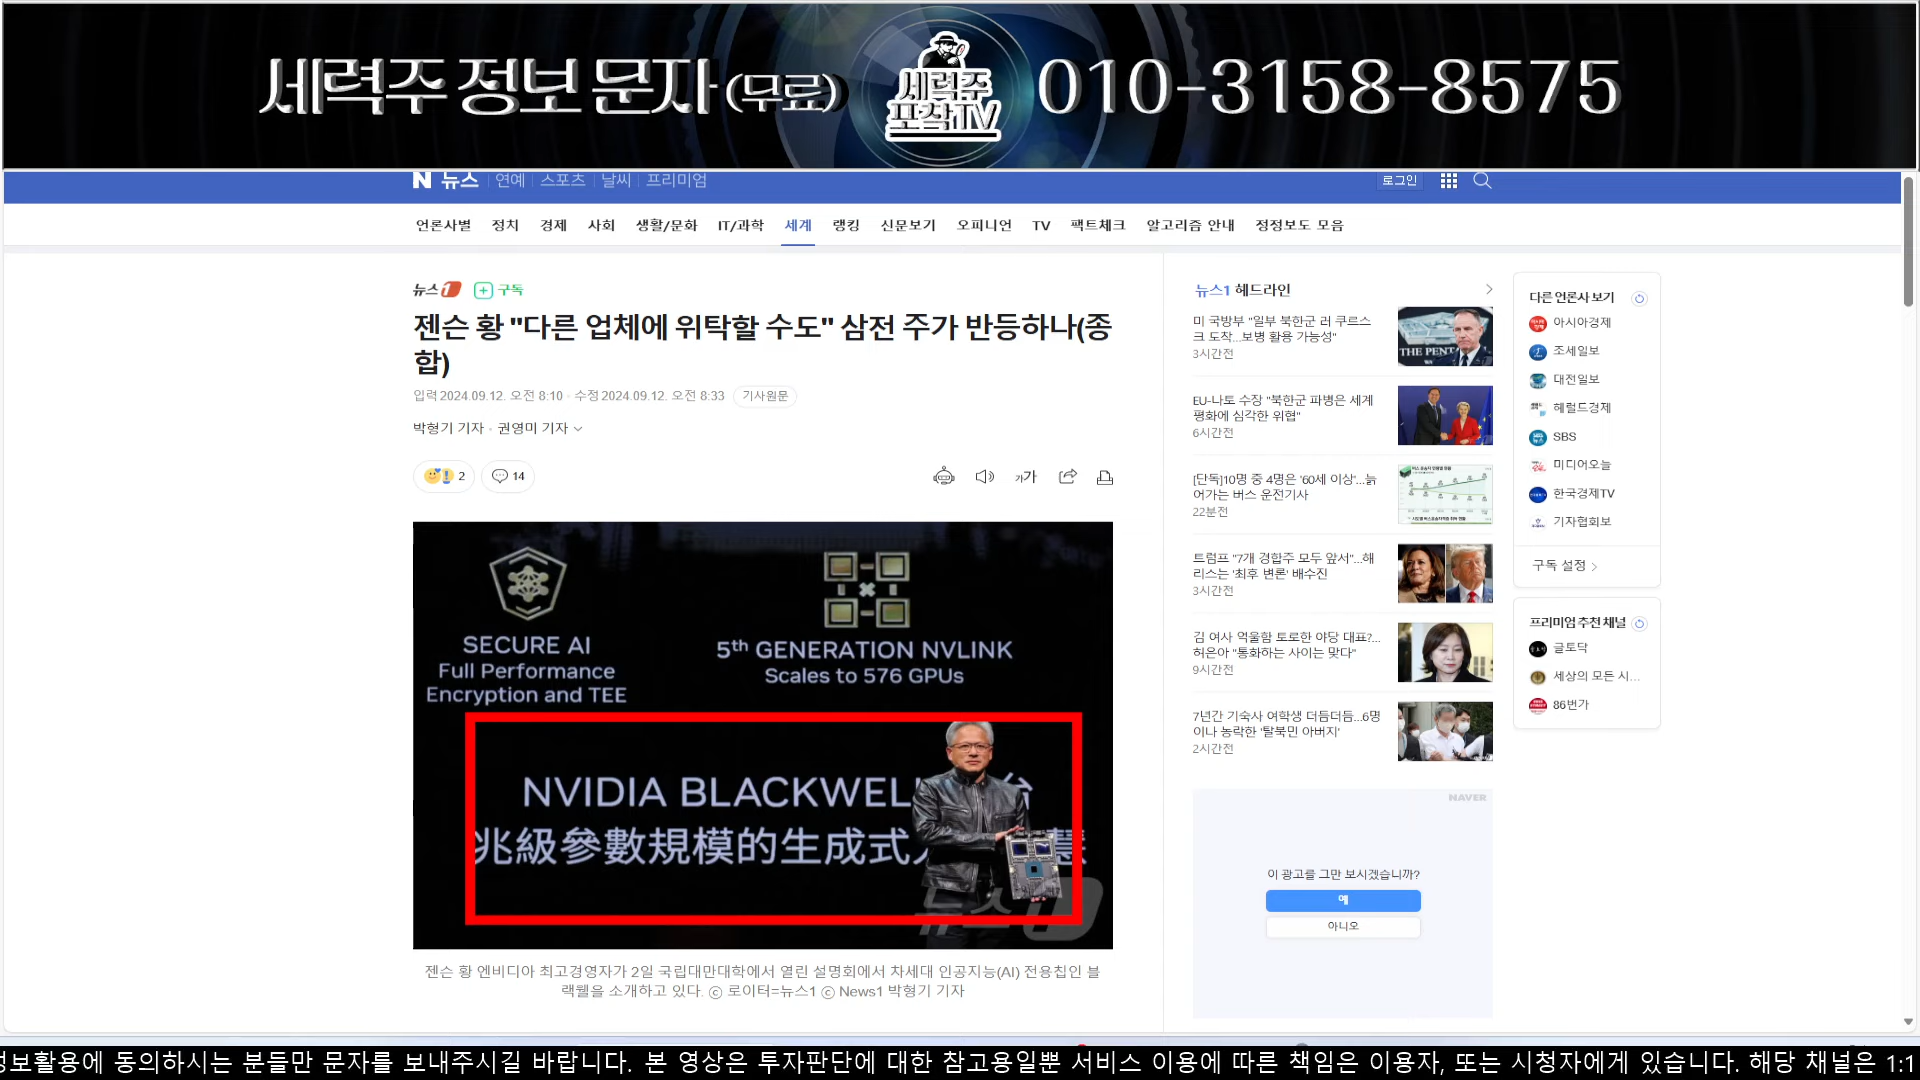 세력주 정보 문자 (무료)
세력주
포착TV
010-3158-8575
N 뉴스 연예 스포츠 날씨 프리미엄
로그인
언론사별 정치 경제 사회 생활/문화 IT/과학 세계 랭킹 신문보기 오피니언 TV 팩트체크 알고리즘 안내 정정보도 모음
뉴스1 구독
젠슨 황 "다른 업체에 위탁할 수도" 삼전 주가 반등하나(종
합)
입력 2024.09.12. 오전 8:10 · 수정 2024.09.12. 오전 8:33 기사원문
박형기 기자 · 권영미 기자
2 14
가가
SECURE AI
Full Performance
Encryption and TEE
5th GENERATION NVLINK
Scales to 576 GPUs
NVIDIA BLACKWELL
兆級參數規模的生成式
뉴스1
젠슨 황 엔비디아 최고경영자가 2일 국립대만대학에서 열린 설명회에서 차세대 인공지능(AI) 전용칩인 블
랙웰을 소개하고 있다. ⓒ 로이터=뉴스1 ⓒ News1 박형기 기자
뉴스1 헤드라인
미 국방부 "일부 북한군 러 쿠르스
크 도착…보병 활용 가능성"
3시간전
THE PENT
EU-나토 수장 "북한군 파병은 세계
평화에 심각한 위협"
6시간전
[단독]10명 중 4명은 '60세 이상'…늙
어가는 버스 운전기사
22분전
트럼프 "7개 경합주 모두 앞서"…해
리스는 '최후 변론' 배수진
3시간전
김 여사 억울함 토로한 야당 대표?…
허은아 "통화하는 사이는 맞다"
9시간전
7년간 기숙사 여학생 더듬더듬…6명
이나 농락한 '탈북민 아버지'
2시간전
NAVER
이 광고를 그만 보시겠습니까?
예
아니오
다른 언론사 보기
아시아경제
조세일보
대전일보
헤럴드경제
SBS
미디어오늘
한국경제TV
기자협회보
구독 설정
프리미엄 추천 채널
글토닥
세상의 모든 시...
86번가
정보활용에 동의하시는 분들만 문자를 보내주시길 바랍니다. 본 영상은 투자판단에 대한 참고용일뿐 서비스 이용에 따른 책임은 이용자, 또는 시청자에게 있습니다. 해당 채널은 1:1